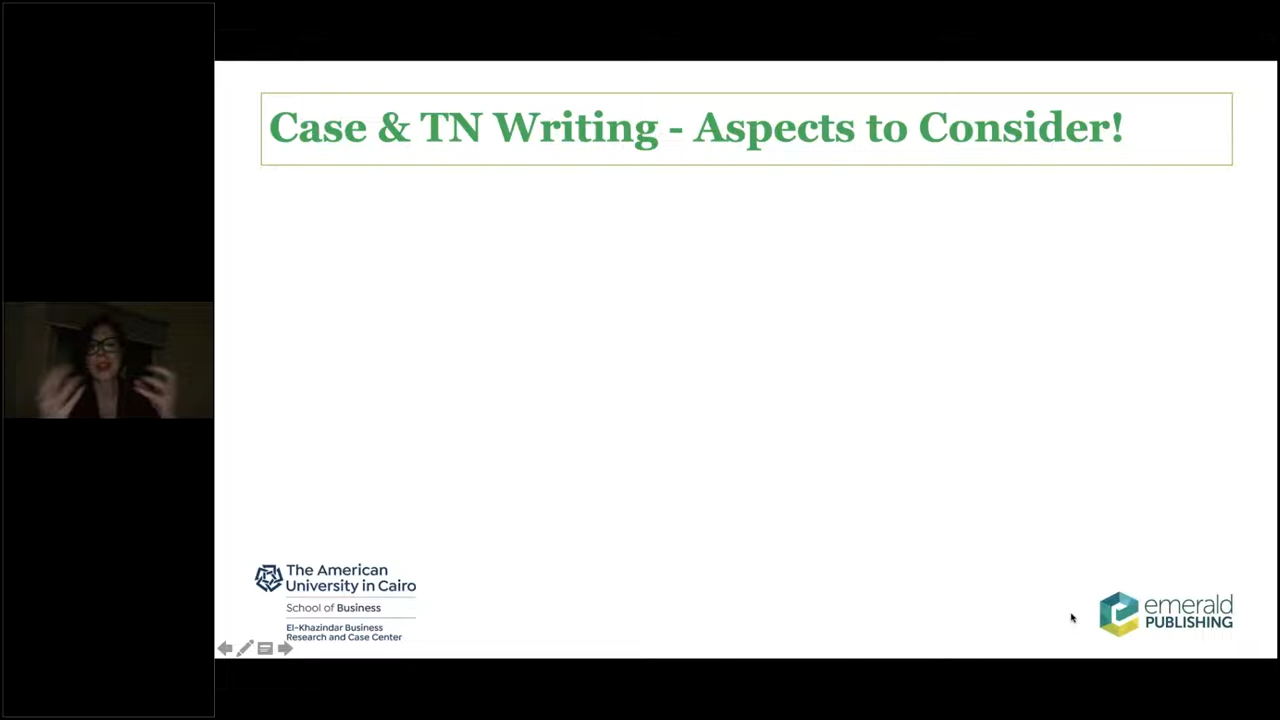 Case & TN Writing - Aspects to Consider!
The American
University in Cairo
School of Business
El-Khazindar Business
Research and Case Center
emerald
PUBLISHING